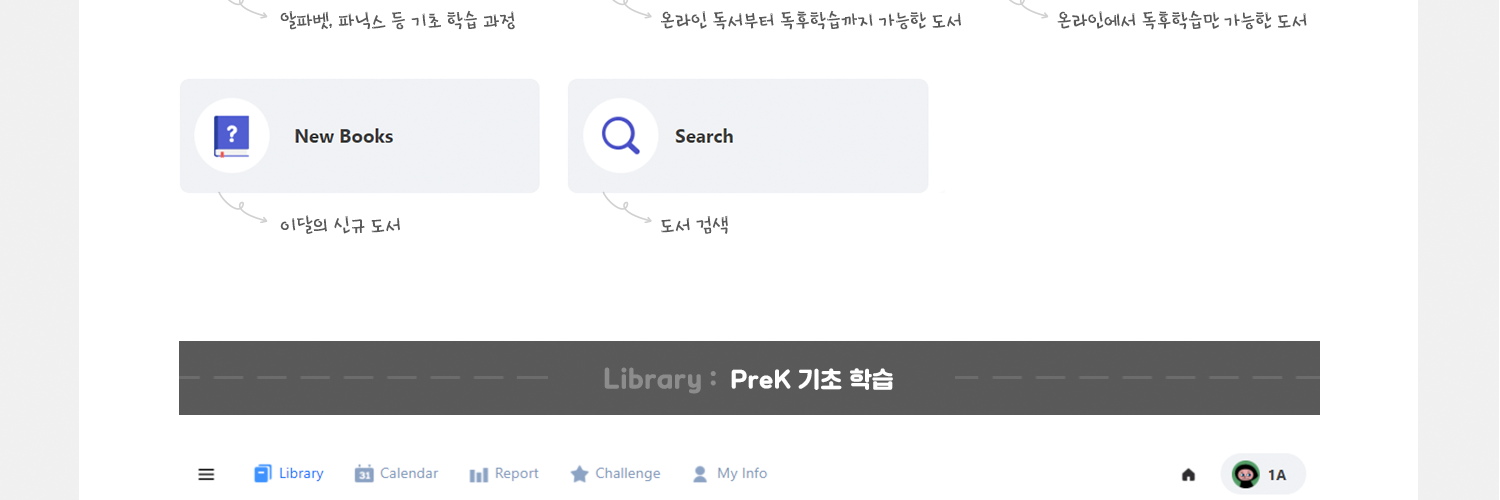 알파벳, 파닉스 등 기초 학습 과정
온라인 독서부터 독후학습까지 가능한 도서
온라인에서 독후학습만 가능한 도서
New Books
Search
이달의 신규 도서
도서 검색
Library : PreK 기초 학습
31 Library Calendar Report Challenge My Info 1A